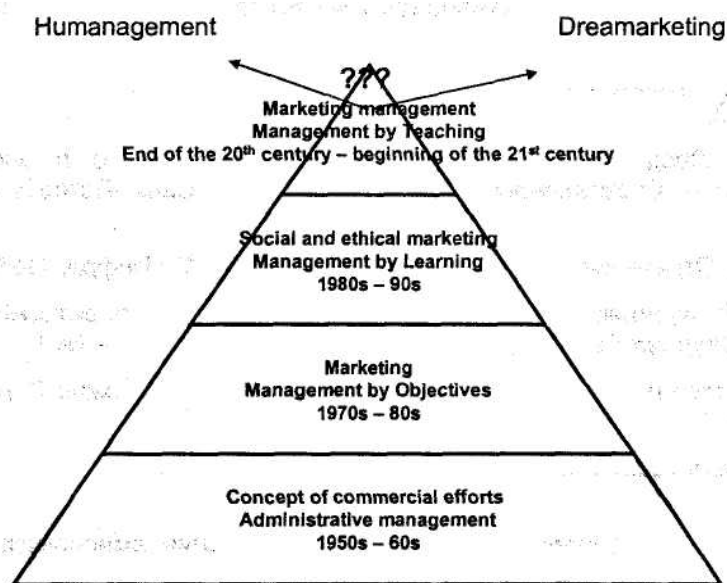 Humanagement
Dreamarketing
???
Marketing management
Management by Teaching
End of the 20th century – beginning of the 21st century
Social and ethical marketing
Management by Learning
1980s – 90s
Marketing
Management by Objectives
1970s – 80s
Concept of commercial efforts
Administrative management
1950s – 60s